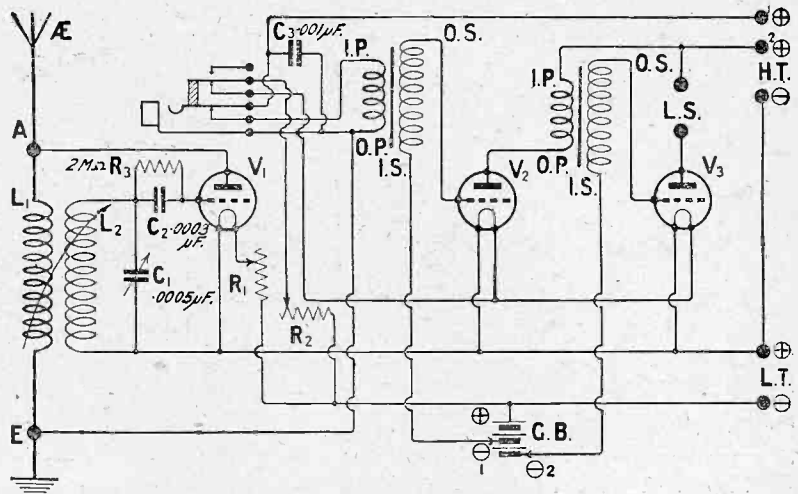 Æ
C3 ·001µF.
I.P.
O.S.
1 ⊕
2 ⊕
H.T.
⊖
I.P.
O.S.
L.S.
A
2MΩ R3
V1
O.P.
I.S.
V2
O.P.
I.S.
V3
L1
L2
C2 ·0003 µF.
C1 ·0005µF.
R1
R2
⊕
L.T.
⊖
E
⊕ G.B.
⊖ 1
⊖ 2